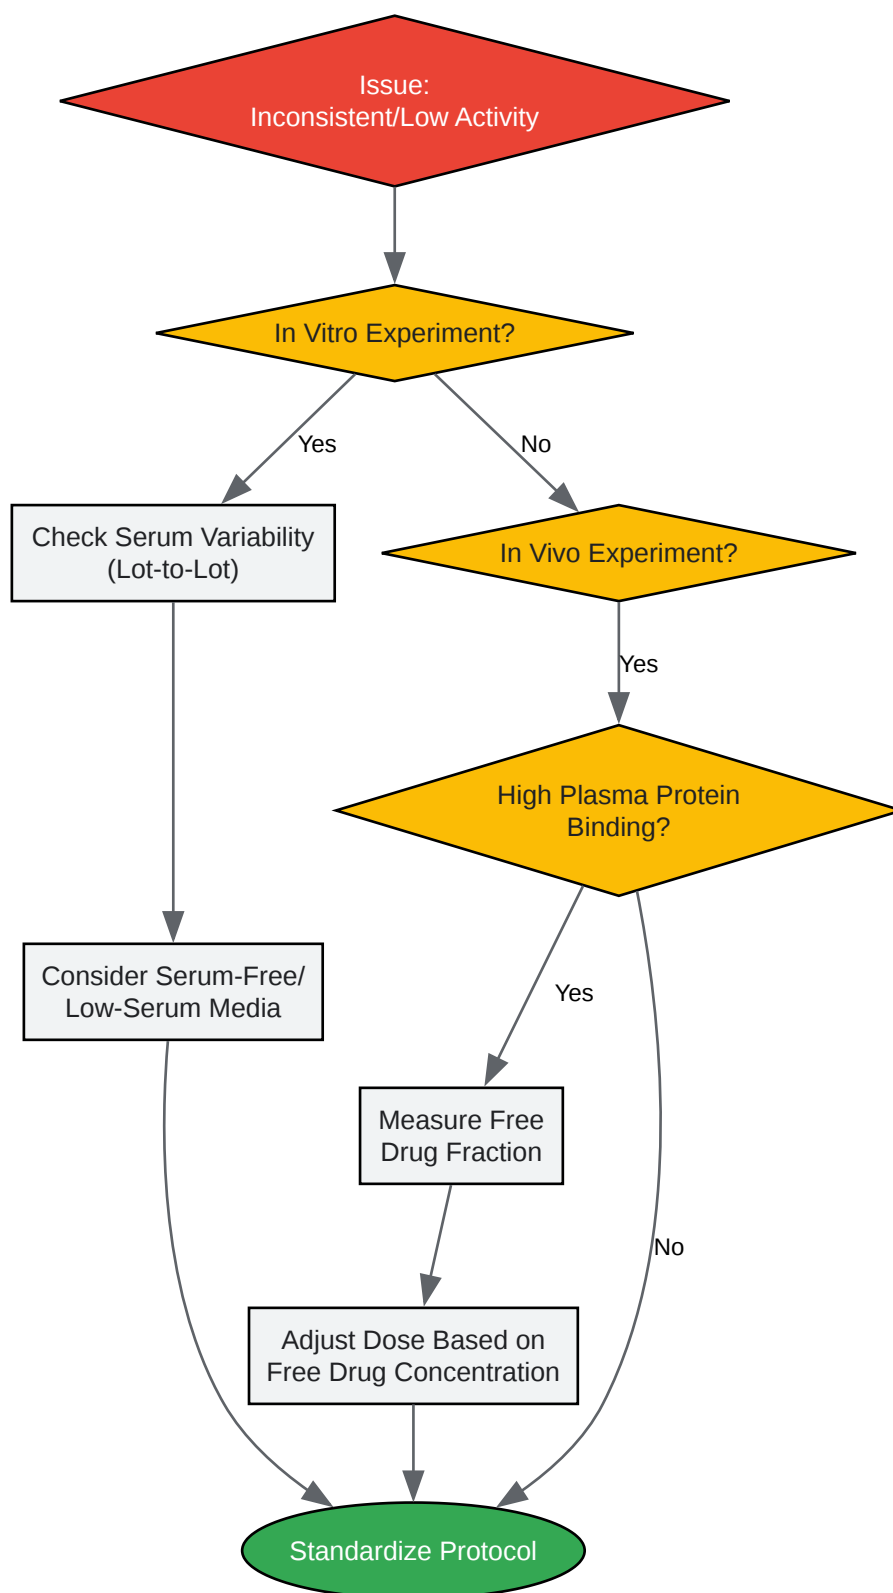 Issue:
Inconsistent/Low Activity
In Vitro Experiment?
Yes
No
Check Serum Variability
(Lot-to-Lot)
In Vivo Experiment?
Yes
High Plasma Protein
Binding?
Consider Serum-Free/
Low-Serum Media
Yes
Measure Free
Drug Fraction
No
Adjust Dose Based on
Free Drug Concentration
Standardize Protocol